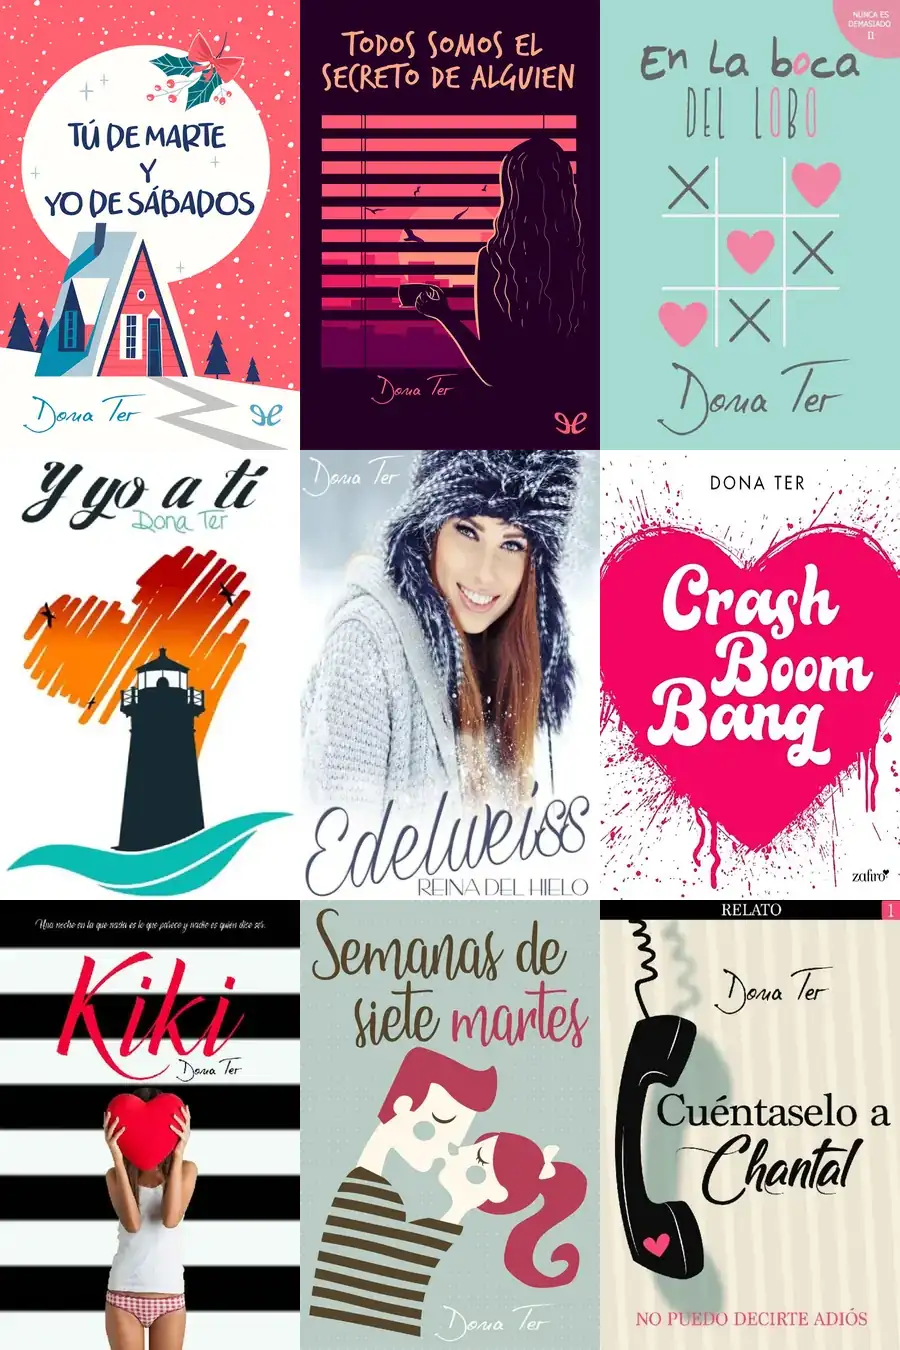 TÚ DE MARTE
Y
YO DE SÁBADOS
Dona Ter
TODOS SOMOS EL
SECRETO DE ALGUIEN
Dona Ter
NUNCA ES
DEMASIADO
II
En la boca
DEL LOBO
Dona Ter
Y yo a ti
Dona Ter
Dona Ter
Edelweiss
REINA DEL HIELO
DONA TER
Crash
Boom
Bang
zafiro
Una noche en la que nada es lo que parece y nadie es quién dice ser.
Kiki
Dona Ter
Semanas de
siete martes
Dona Ter
RELATO 1
Dona Ter
Cuéntaselo a
Chantal
NO PUEDO DECIRTE ADIÓS